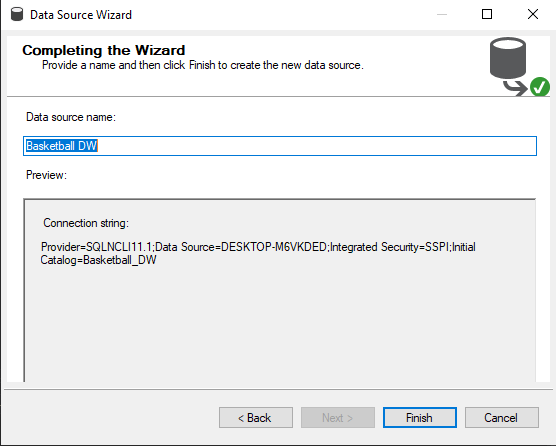 Data Source Wizard
Completing the Wizard
Provide a name and then click Finish to create the new data source.
Data source name:
Basketball DW
Preview:
Connection string:
Provider=SQLNCLI11.1;Data Source=DESKTOP-M6VKDED;Integrated Security=SSPI;Initial
Catalog=Basketball_DW
< Back
Next >
Finish
Cancel